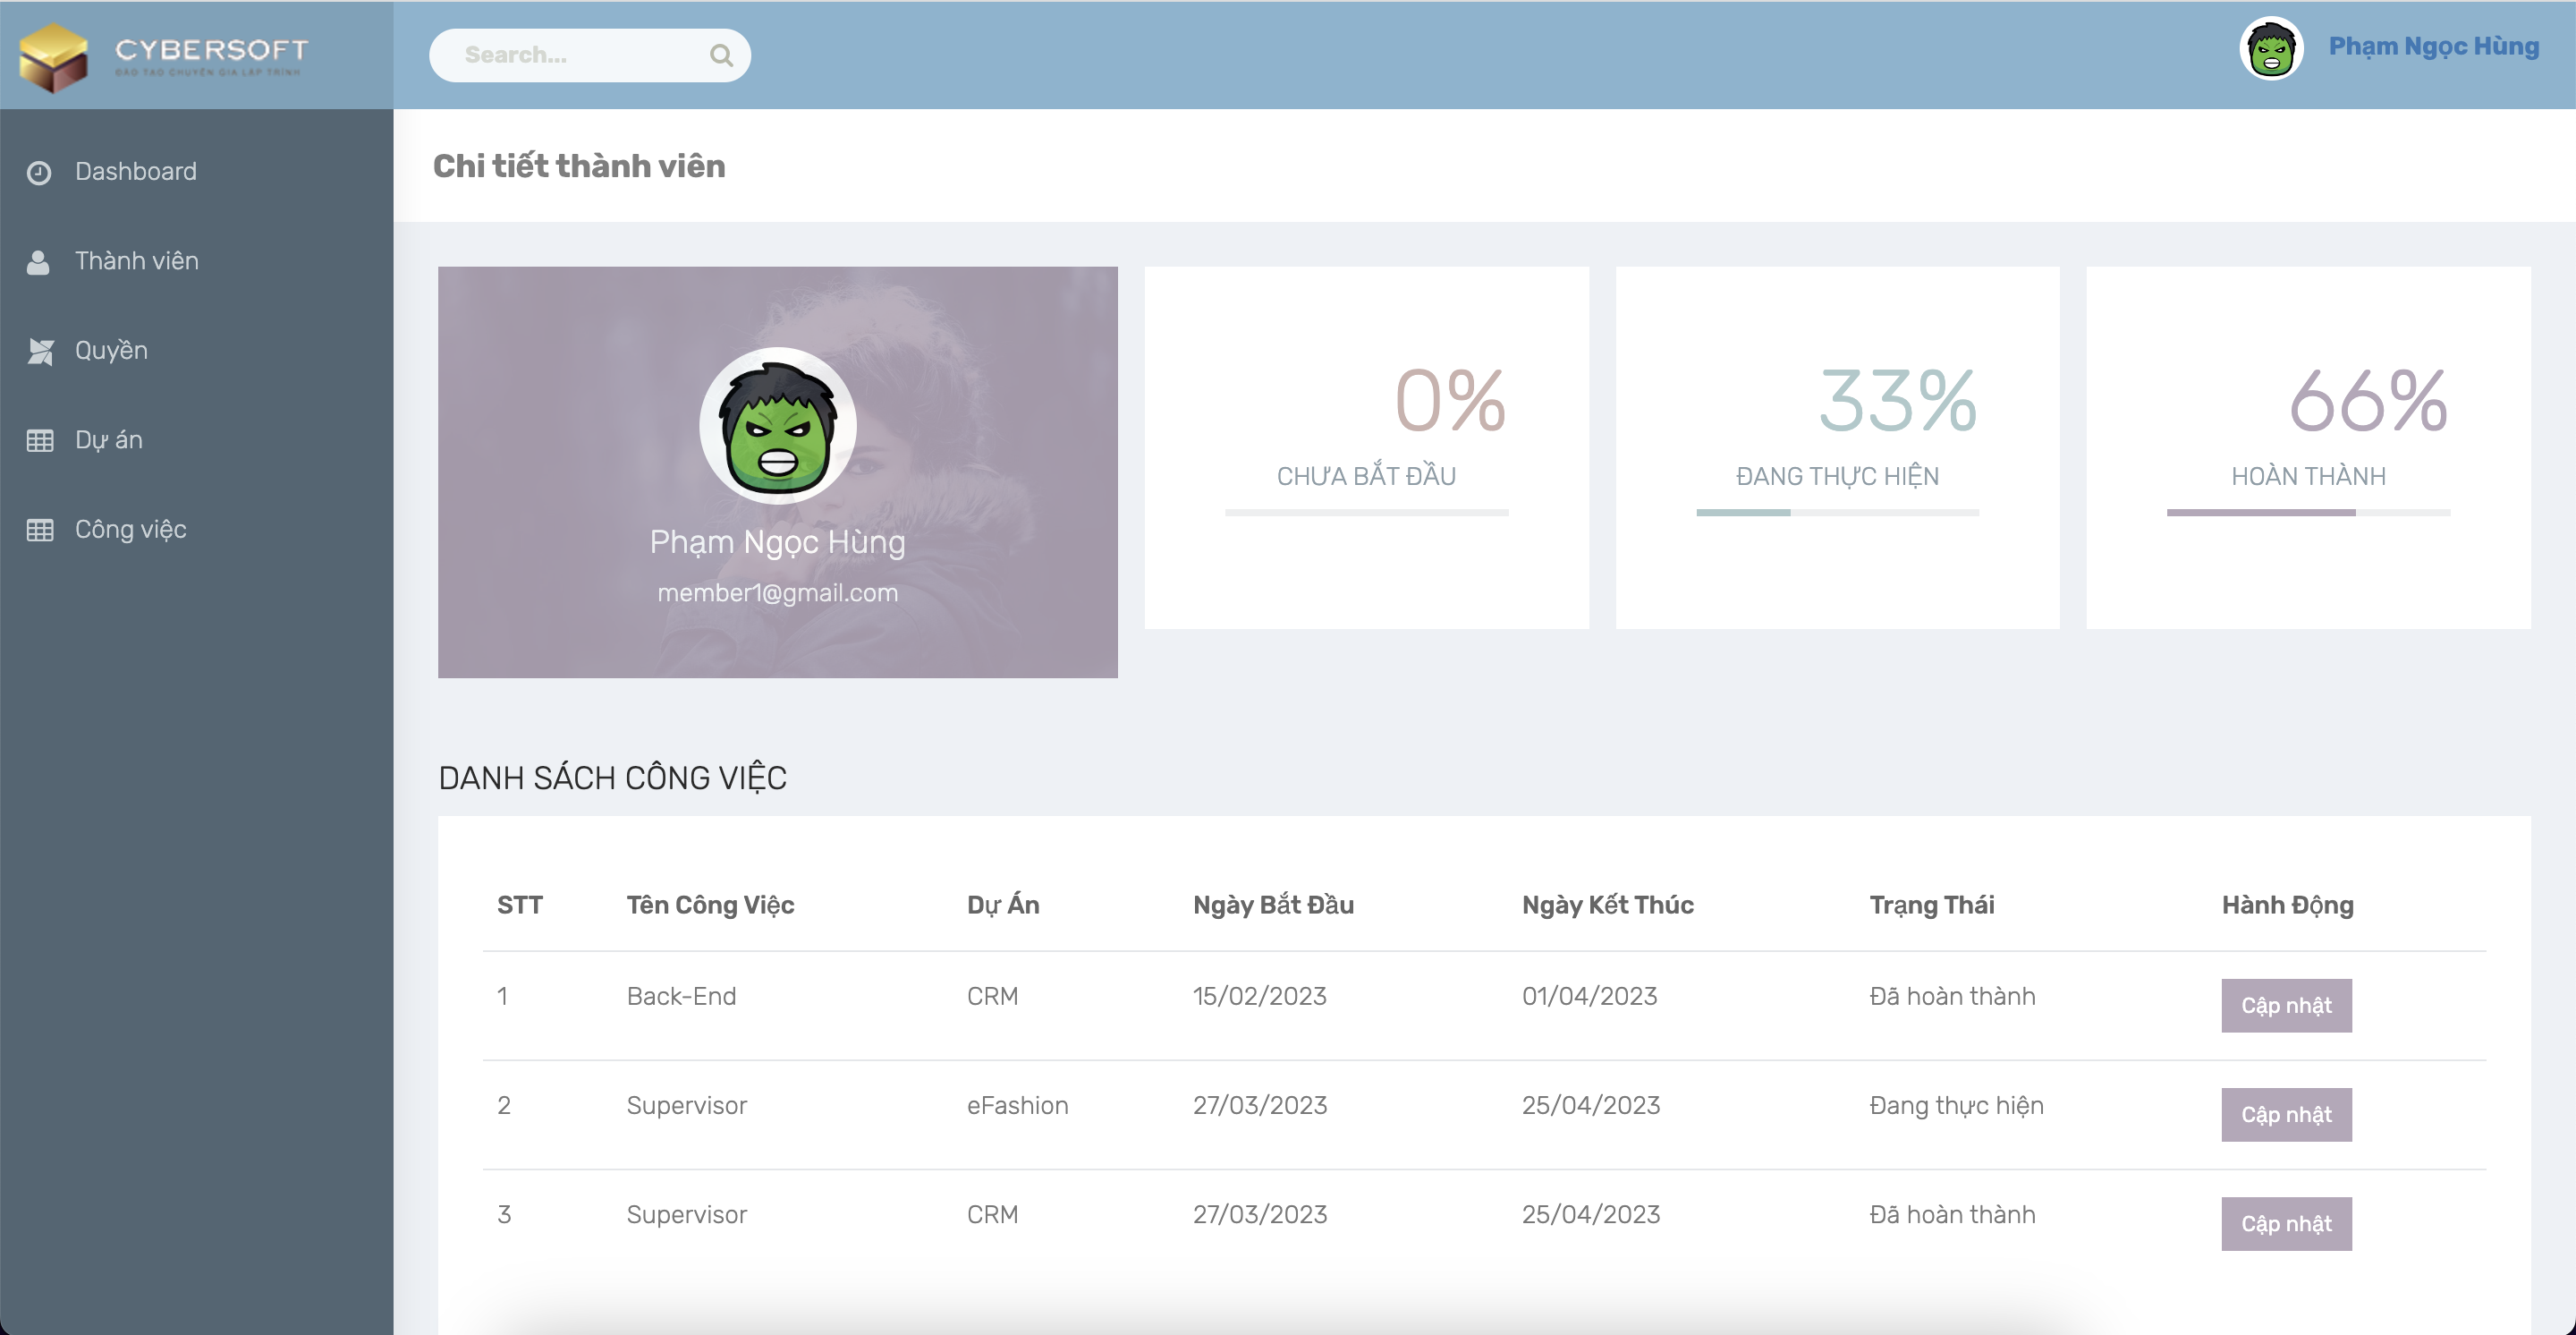 CYBERSOFT
ĐÀO TẠO CHUYÊN GIA LẬP TRÌNH
Search...
Phạm Ngọc Hùng
Dashboard
Thành viên
Quyền
Dự án
Công việc
Chi tiết thành viên
Phạm Ngọc Hùng
member1@gmail.com
0%
CHƯA BẮT ĐẦU
33%
ĐANG THỰC HIỆN
66%
HOÀN THÀNH
DANH SÁCH CÔNG VIỆC
STT Tên Công Việc Dự Án Ngày Bắt Đầu Ngày Kết Thúc Trạng Thái Hành Động
1 Back-End CRM 15/02/2023 01/04/2023 Đã hoàn thành Cập nhật
2 Supervisor eFashion 27/03/2023 25/04/2023 Đang thực hiện Cập nhật
3 Supervisor CRM 27/03/2023 25/04/2023 Đã hoàn thành Cập nhật